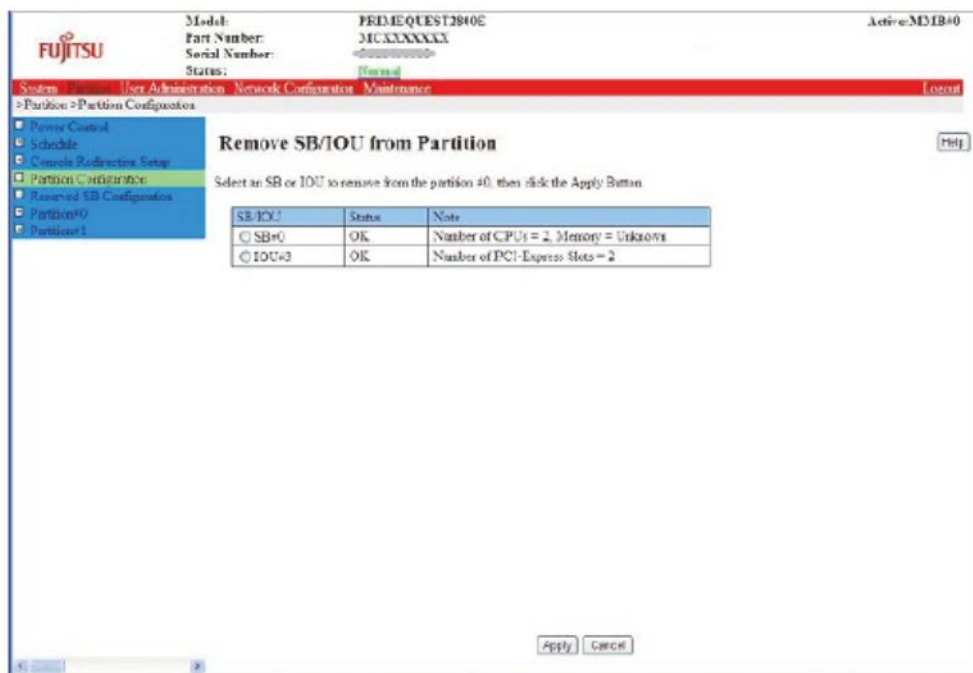 FUJITSU
Model: PRIMEQUEST2800E
Part Number: MCXXXXXXX
Serial Number:
Status: Normal
Active:MMB#0
System Partition User Administration Network Configuration Maintenance Logout
>Partition >Partition Configuration
Power Control
Schedule
Console Redirection Setup
Partition Configuration
Reserved SB Configuration
Partition#0
Partition#1
Remove SB/IOU from Partition
Help
Select an SB or IOU to remove from the partition #0, then click the Apply Button.
SB/IOU Status Note
SB#0 OK Number of CPUs = 2, Memory = Unknown
IOU#3 OK Number of PCI-Express Slots = 2
Apply Cancel